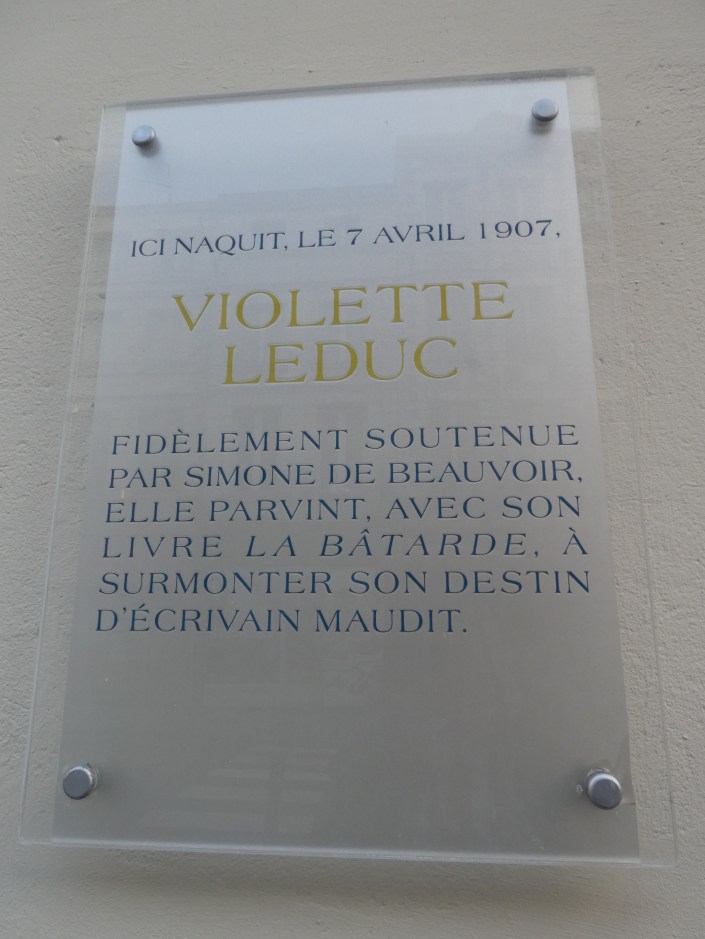 ICI NAQUIT, LE 7 AVRIL 1907,
VIOLETTE
LEDUC
FIDÈLEMENT SOUTENUE
PAR SIMONE DE BEAUVOIR,
ELLE PARVINT, AVEC SON
LIVRE LA BÂTARDE, À
SURMONTER SON DESTIN
D'ÉCRIVAIN MAUDIT.